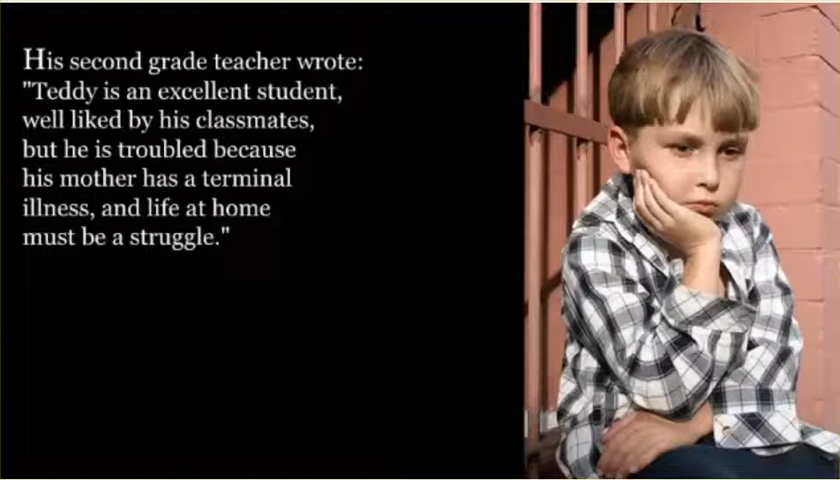 His second grade teacher wrote:
"Teddy is an excellent student,
well liked by his classmates,
but he is troubled because
his mother has a terminal
illness, and life at home
must be a struggle."